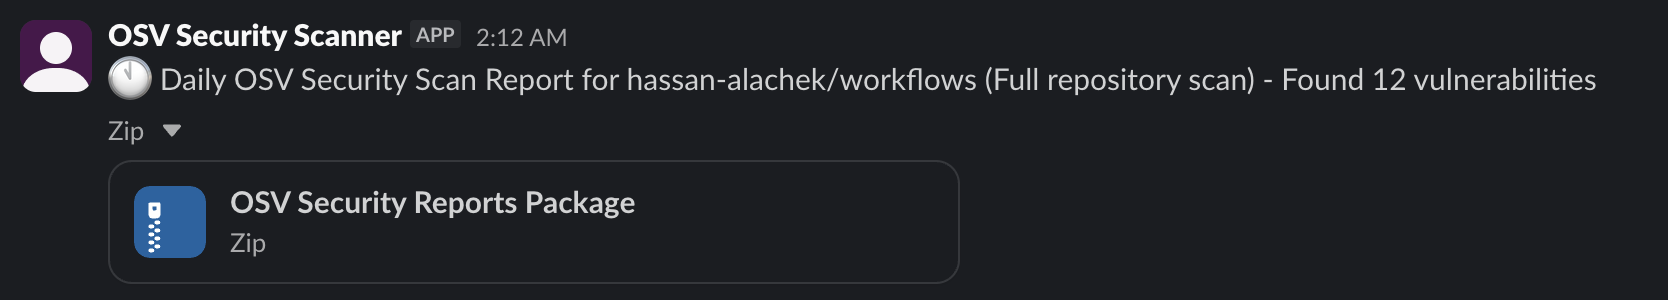 OSV Security Scanner APP 2:12 AM
Daily OSV Security Scan Report for hassan-alachek/workflows (Full repository scan) - Found 12 vulnerabilities
Zip
OSV Security Reports Package
Zip